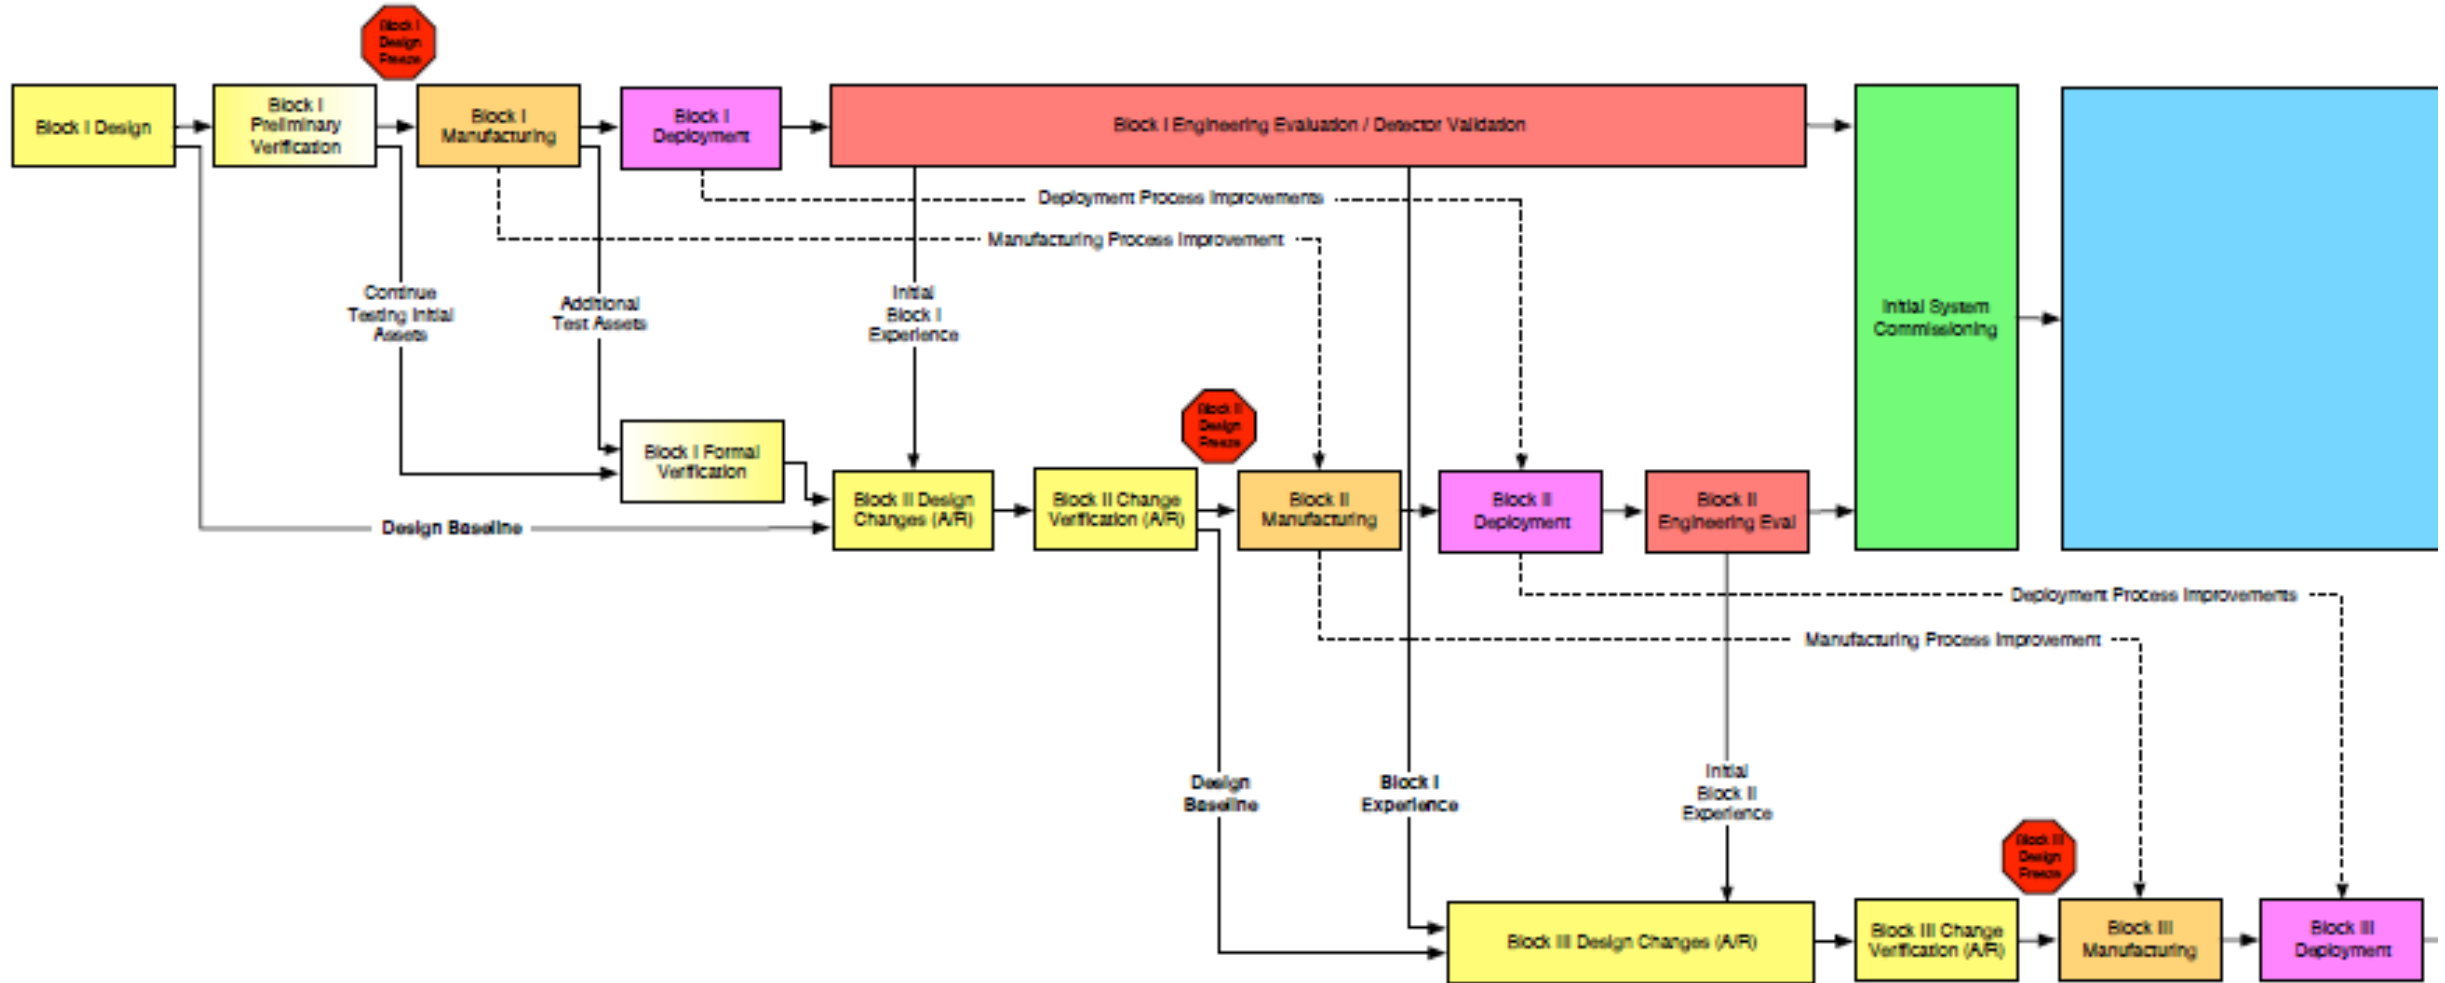 Block I
Design
Freeze
Block I Design
Block I
Preliminary
Verification
Block I
Manufacturing
Block I
Deployment
Block I Engineering Evaluation / Detector Validation
Deployment Process Improvements
Manufacturing Process Improvement
Continue
Testing Initial
Assets
Additional
Test Assets
Initial
Block I
Experience
Initial System
Commissioning
Block II
Design
Freeze
Block I Formal
Verification
Block II Design
Changes (A/R)
Block II Change
Verification (A/R)
Block II
Manufacturing
Block II
Deployment
Block II
Engineering Eval
Design Baseline
Deployment Process Improvements
Manufacturing Process Improvement
Design
Baseline
Block I
Experience
Initial
Block II
Experience
Block III
Design
Freeze
Block III Design Changes (A/R)
Block III Change
Verification (A/R)
Block III
Manufacturing
Block III
Deployment